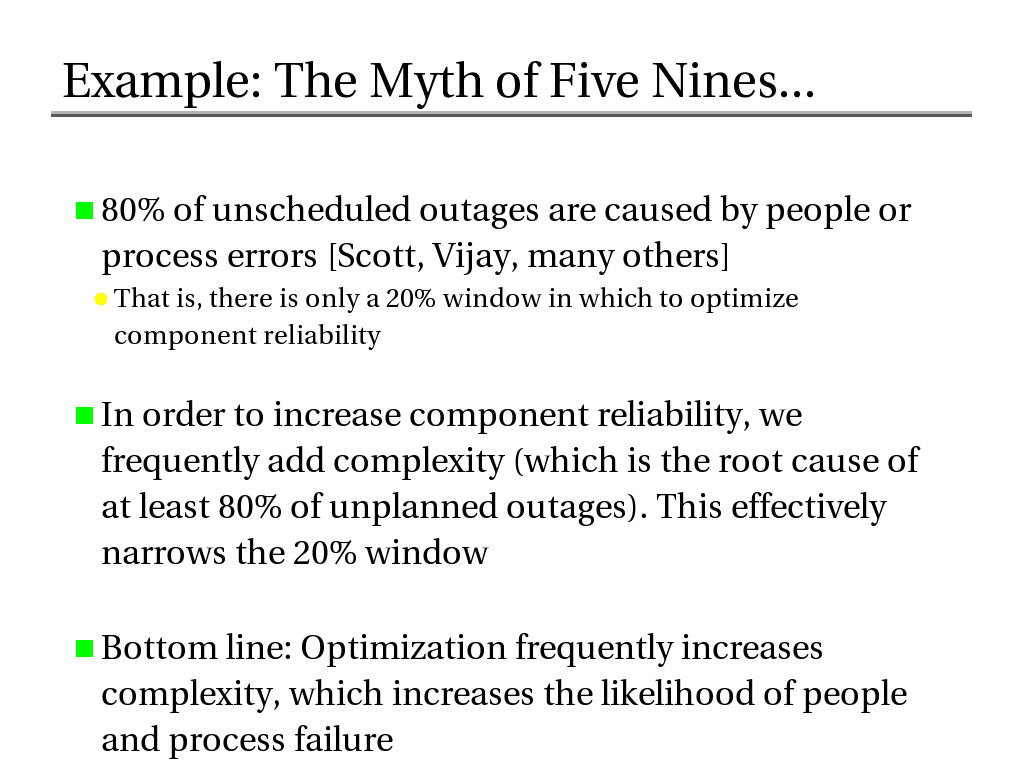 Example: The Myth of Five Nines...
80% of unscheduled outages are caused by people or
process errors [Scott, Vijay, many others]
That is, there is only a 20% window in which to optimize
component reliability
In order to increase component reliability, we
frequently add complexity (which is the root cause of
at least 80% of unplanned outages). This effectively
narrows the 20% window
Bottom line: Optimization frequently increases
complexity, which increases the likelihood of people
and process failure